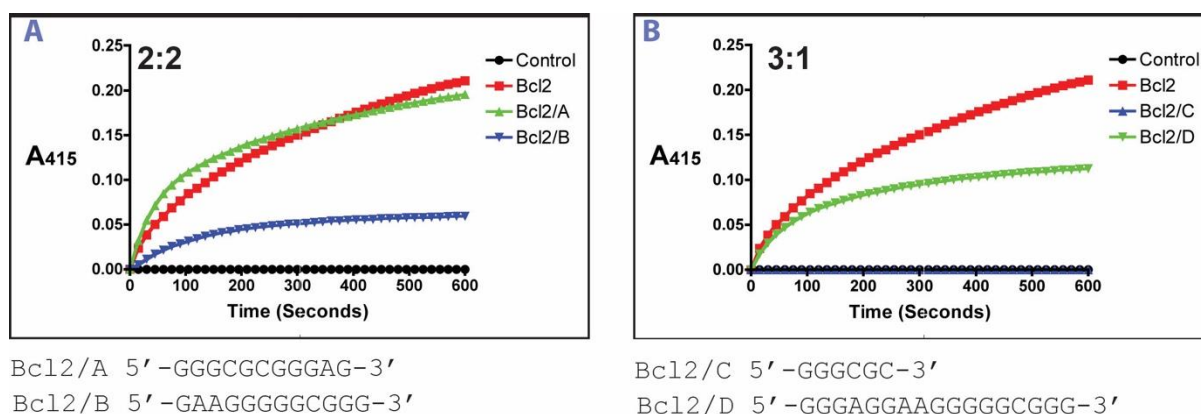 A
2:2
0.25
0.20
0.15
0.10
0.05
0.00
A415
0 100 200 300 400 500 600
Time (Seconds)
Control
Bcl2
Bcl2/A
Bcl2/B
Bcl2/A 5′-GGGCGCGGGAG-3′
Bcl2/B 5′-GAAGGGGGCGGG-3′
B
3:1
0.25
0.20
0.15
0.10
0.05
0.00
A415
0 100 200 300 400 500 600
Time (Seconds)
Control
Bcl2
Bcl2/C
Bcl2/D
Bcl2/C 5′-GGGCGC-3′
Bcl2/D 5′-GGGAGGAAGGGGGCGGG-3′